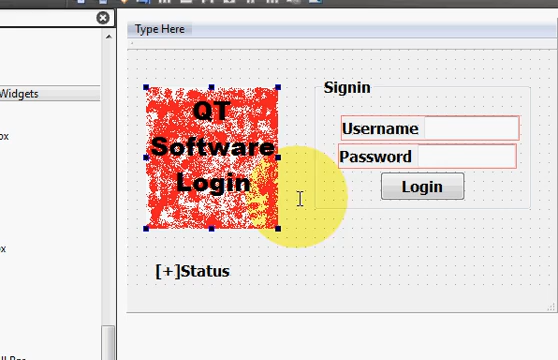 Type Here
Widgets
QT
Software
Login
Signin
Username
Password
Login
[+]Status